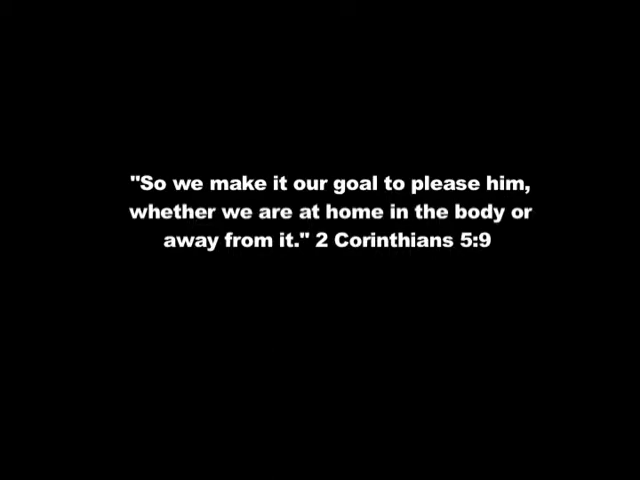 "So we make it our goal to please him,
whether we are at home in the body or
away from it." 2 Corinthians 5:9